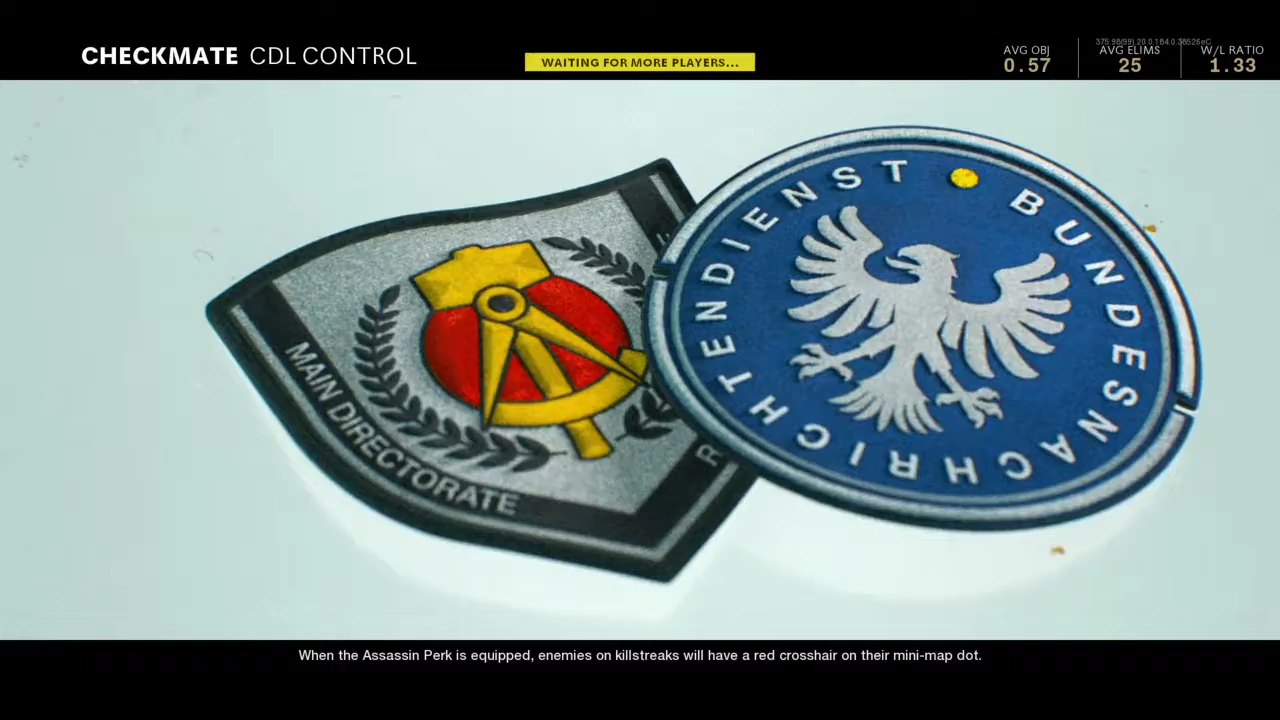 CHECKMATE CDL CONTROL
WAITING FOR MORE PLAYERS...
AVG OBJ
0.57
AVG ELIMS
25
W/L RATIO
1.33
BUNDESNACHRICHTENDIENST
MAIN DIRECTORATE
R
When the Assassin Perk is equipped, enemies on killstreaks will have a red crosshair on their mini-map dot.